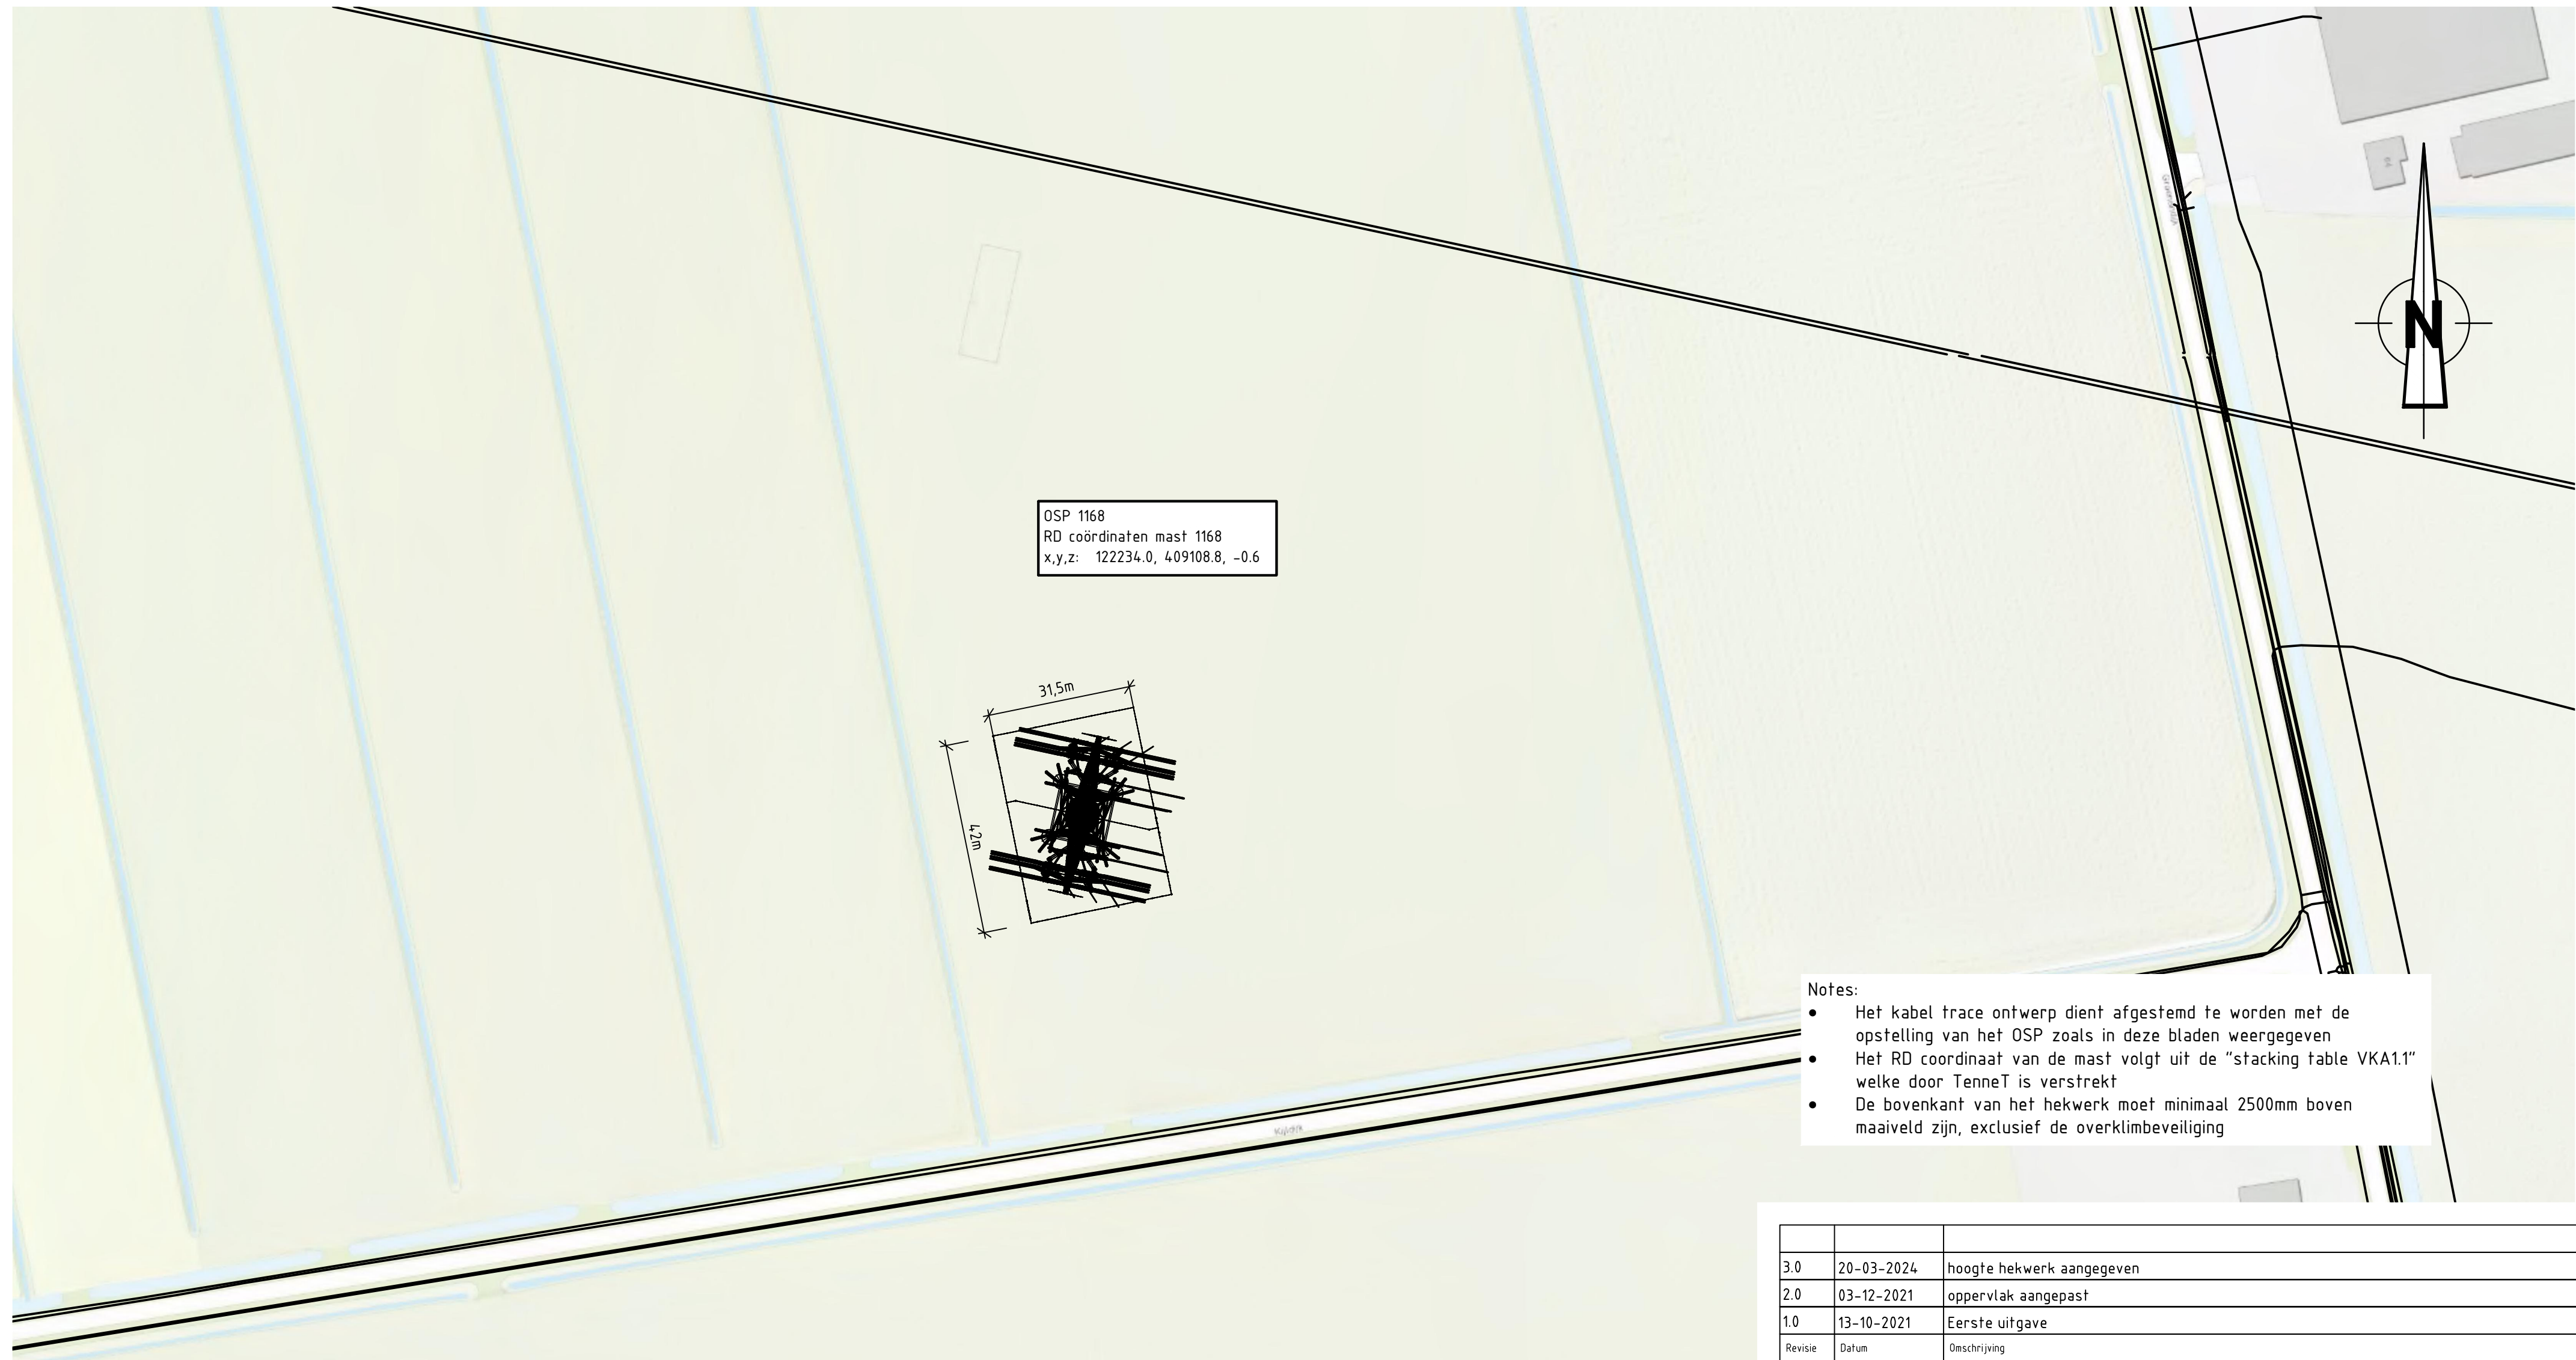 N
OSP 1168
RD coördinaten mast 1168
x,y,z: 122234.0, 409108.8, -0.6
31,5m
42m
Notes:
• Het kabel trace ontwerp dient afgestemd te worden met de
opstelling van het OSP zoals in deze bladen weergegeven
• Het RD coordinaat van de mast volgt uit de "stacking table VKA1.1"
welke door TenneT is verstrekt
• De bovenkant van het hekwerk moet minimaal 2500mm boven
maaiveld zijn, exclusief de overklimbeveiliging
3.0 20-03-2024 hoogte hekwerk aangegeven
2.0 03-12-2021 oppervlak aangepast
1.0 13-10-2021 Eerste uitgave
Revisie Datum Omschrijving